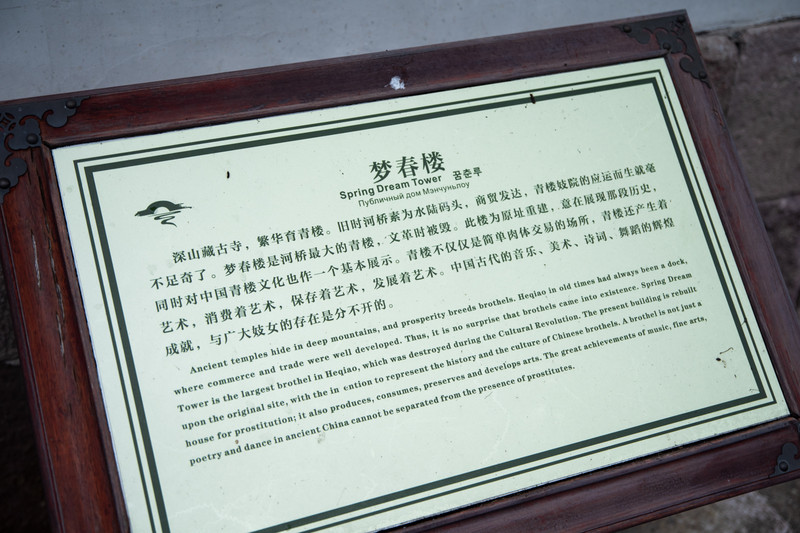 梦春楼
Spring Dream Tower 꿈춘루
Публичный дом Мэнчуньлоу
深山藏古寺，繁华育青楼。旧时河桥素为水陆码头，商贸发达，青楼妓院的应运而生就毫
不足奇了。梦春楼是河桥最大的青楼，文革时被毁。此楼为原址重建，意在展现那段历史，
同时对中国青楼文化也作一个基本展示。青楼不仅仅是简单肉体交易的场所，青楼还产生着
艺术，消费着艺术，保存着艺术，发展着艺术。中国古代的音乐、美术、诗词、舞蹈的辉煌
成就，与广大妓女的存在是分不开的。
Ancient temples hide in deep mountains, and prosperity breeds brothels. Heqiao in old times had always been a dock,
where commerce and trade were well developed. Thus, it is no surprise that brothels came into existence. Spring Dream
Tower is the largest brothel in Heqiao, which was destroyed during the Cultural Revolution. The present building is rebuilt
upon the original site, with the in ention to represent the history and the culture of Chinese brothels. A brothel is not just a
house for prostitution; it also produces, consumes, preserves and develops arts. The great achievements of music, fine arts,
poetry and dance in ancient China cannot be separated from the presence of prostitutes.